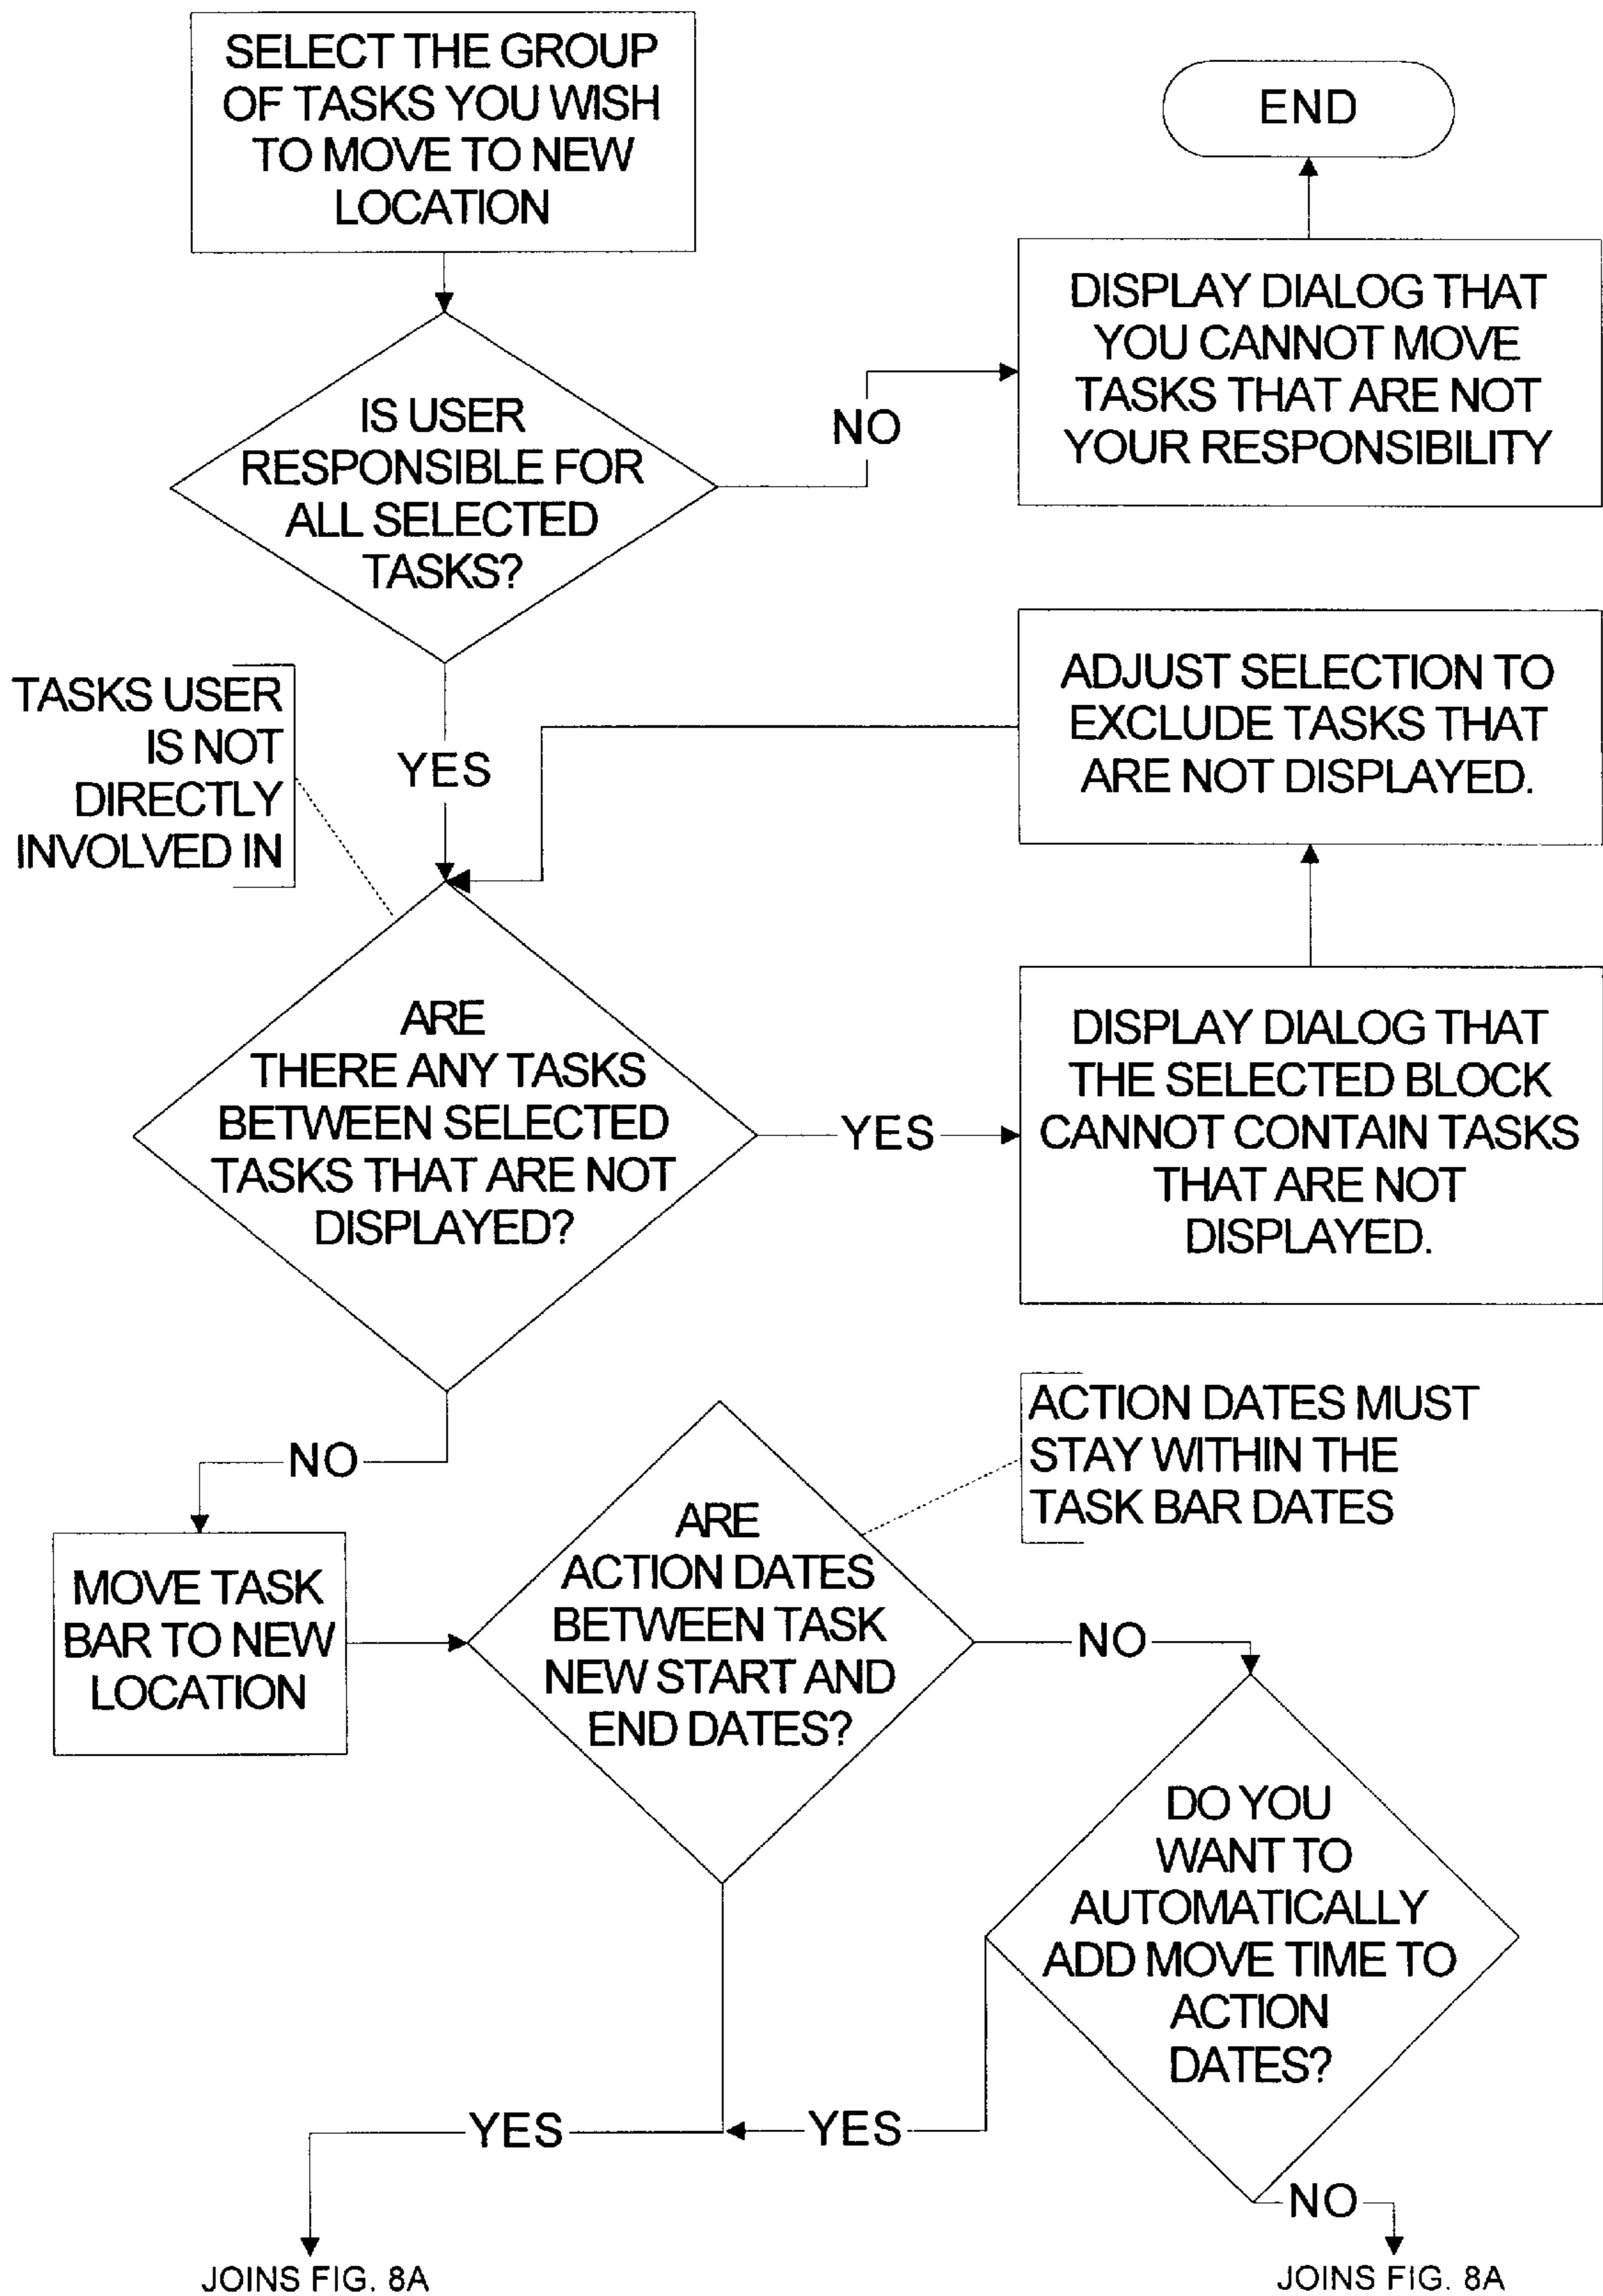 SELECT THE GROUP
OF TASKS YOU WISH
TO MOVE TO NEW
LOCATION
END
DISPLAY DIALOG THAT
YOU CANNOT MOVE
TASKS THAT ARE NOT
YOUR RESPONSIBILITY
IS USER
RESPONSIBLE FOR
ALL SELECTED
TASKS?
NO
YES
TASKS USER
IS NOT
DIRECTLY
INVOLVED IN
ADJUST SELECTION TO
EXCLUDE TASKS THAT
ARE NOT DISPLAYED.
ARE
THERE ANY TASKS
BETWEEN SELECTED
TASKS THAT ARE NOT
DISPLAYED?
YES
DISPLAY DIALOG THAT
THE SELECTED BLOCK
CANNOT CONTAIN TASKS
THAT ARE NOT
DISPLAYED.
NO
MOVE TASK
BAR TO NEW
LOCATION
ARE
ACTION DATES
BETWEEN TASK
NEW START AND
END DATES?
ACTION DATES MUST
STAY WITHIN THE
TASK BAR DATES
NO
DO YOU
WANT TO
AUTOMATICALLY
ADD MOVE TIME TO
ACTION
DATES?
YES
YES
NO
JOINS FIG. 8A
JOINS FIG. 8A